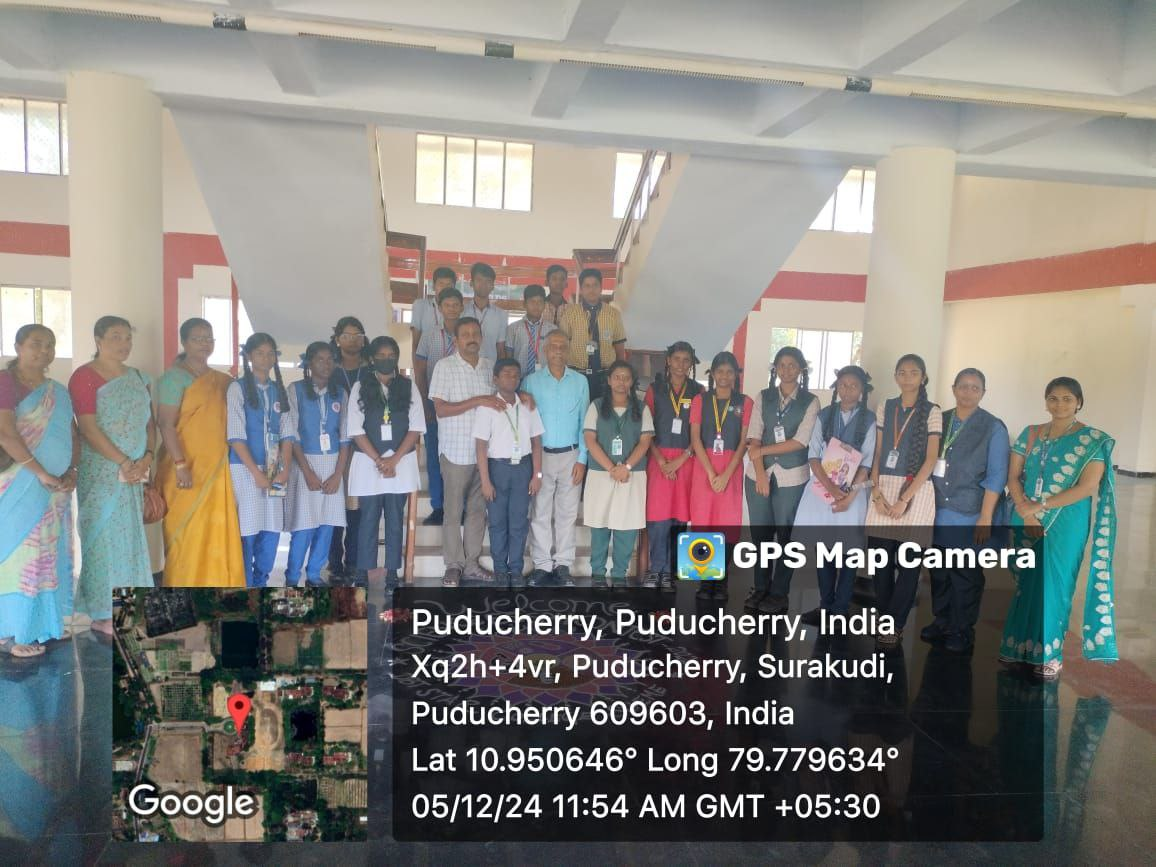 GPS Map Camera
Welcome
Puducherry, Puducherry, India
Xq2h+4vr, Puducherry, Surakudi,
Puducherry 609603, India
Lat 10.950646° Long 79.779634°
05/12/24 11:54 AM GMT +05:30
Google